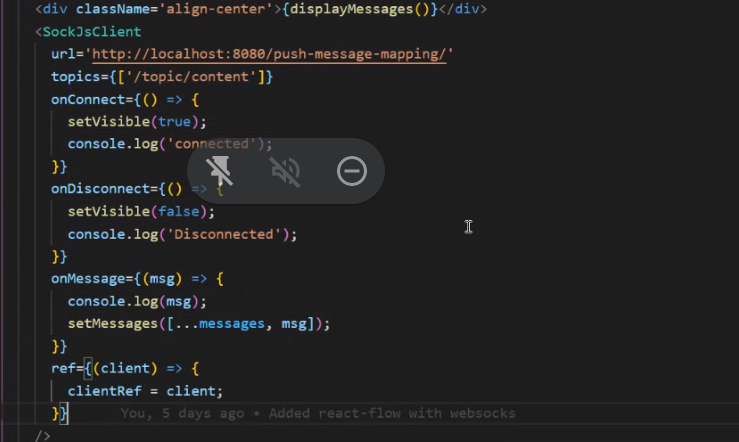 <div className='align-center'>{displayMessages()}</div>
<SockJsClient
url='http://localhost:8080/push-message-mapping/'
topics={['/topic/content']}
onConnect={() => {
setVisible(true);
console.log('connected');
}}
onDisconnect={() => {
setVisible(false);
console.log('Disconnected');
}}
onMessage={(msg) => {
console.log(msg);
setMessages([...messages, msg]);
}}
ref={(client) => {
clientRef = client;
}} You, 5 days ago • Added react-flow with websocks
/>